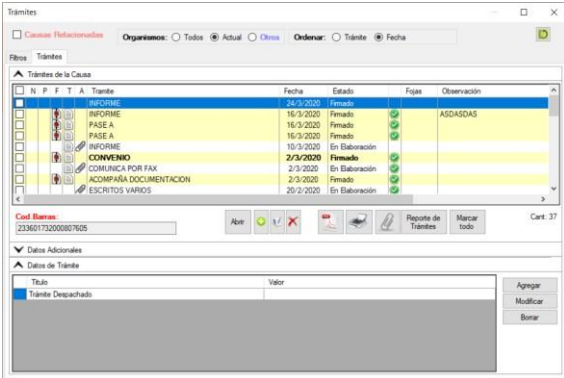 Trámites
Causas Relacionadas Organismos: Todos Actual Otros Ordenar: Trámite Fecha
Filtros Trámites
Trámites de la Causa
N P F T A Tramite Fecha Estado Fojas Observación
INFORME 24/3/2020 Firmado
INFORME 16/3/2020 Firmado ASDASDAS
PASE A 16/3/2020 Firmado
PASE A 16/3/2020 Firmado
INFORME 10/3/2020 En Elaboración
CONVENIO 2/3/2020 Firmado
COMUNICA POR FAX 2/3/2020 En Elaboración
ACOMPAÑA DOCUMENTACION 2/3/2020 Firmado
ESCRITOS VARIOS 20/2/2020 En Elaboración
Cod.Barras: Abrir Reporte de Trámites Marcar todo Cant: 37
233601732000807605
Datos Adicionales
Datos de Trámite
Título Valor Agregar
Trámite Despachado Modificar
Borrar